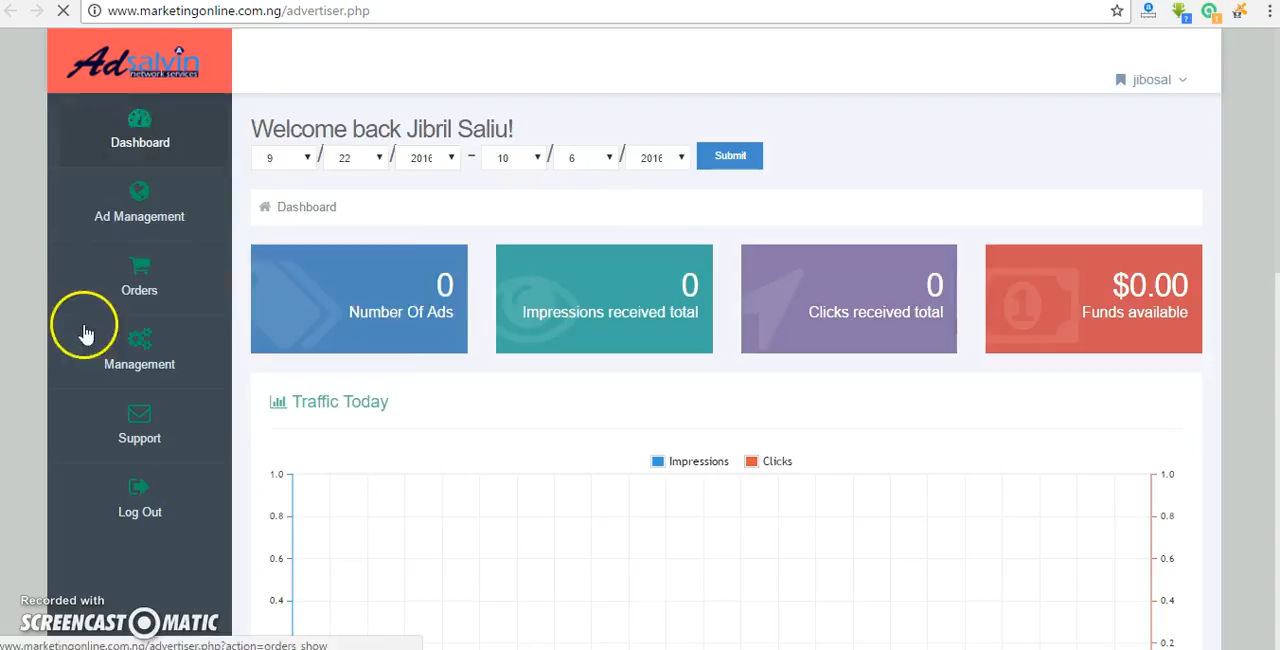 www.marketingonline.com.ng/advertiser.php
Adsalvin
network services
jibosal
Dashboard
Ad Management
Orders
Management
Support
Log Out
Welcome back Jibril Saliu!
9 / 22 / 2016 - 10 / 6 / 2016 Submit
Dashboard
0
Number Of Ads
0
Impressions received total
0
Clicks received total
$0.00
Funds available
Traffic Today
Impressions Clicks
1.0 1.0
0.8 0.8
0.6 0.6
0.4 0.4
0.2
Recorded with
SCREENCAST MATIC
www.marketingonline.com.ng/advertiser.php?action=orders_show